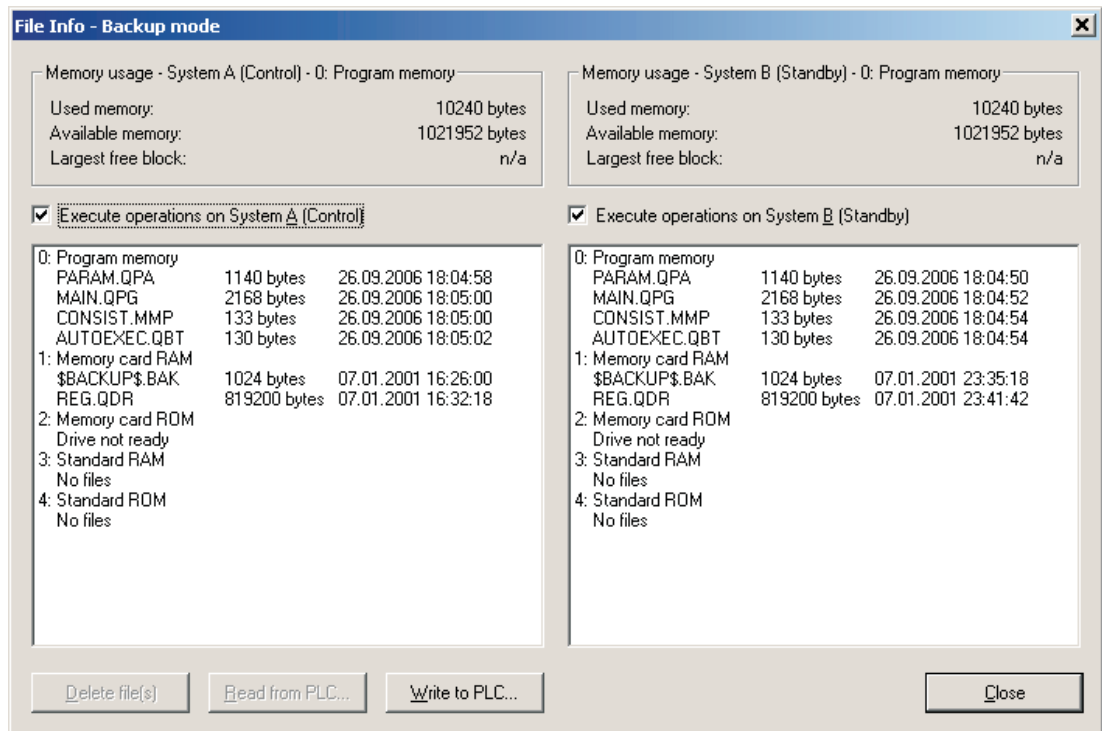 File Info - Backup mode
Memory usage - System A (Control) - 0: Program memory
Used memory: 10240 bytes
Available memory: 1021952 bytes
Largest free block: n/a
Execute operations on System A (Control)
0: Program memory
PARAM.QPA 1140 bytes 26.09.2006 18:04:58
MAIN.QPG 2168 bytes 26.09.2006 18:05:00
CONSIST.MMP 133 bytes 26.09.2006 18:05:00
AUTOEXEC.QBT 130 bytes 26.09.2006 18:05:02
1: Memory card RAM
$BACKUP$.BAK 1024 bytes 07.01.2001 16:26:00
REG.QDR 819200 bytes 07.01.2001 16:32:18
2: Memory card ROM
Drive not ready
3: Standard RAM
No files
4: Standard ROM
No files
Memory usage - System B (Standby) - 0: Program memory
Used memory: 10240 bytes
Available memory: 1021952 bytes
Largest free block: n/a
Execute operations on System B (Standby)
0: Program memory
PARAM.QPA 1140 bytes 26.09.2006 18:04:50
MAIN.QPG 2168 bytes 26.09.2006 18:04:52
CONSIST.MMP 133 bytes 26.09.2006 18:04:54
AUTOEXEC.QBT 130 bytes 26.09.2006 18:04:54
1: Memory card RAM
$BACKUP$.BAK 1024 bytes 07.01.2001 23:35:18
REG.QDR 819200 bytes 07.01.2001 23:41:42
2: Memory card ROM
Drive not ready
3: Standard RAM
No files
4: Standard ROM
No files
Delete file(s) Read from PLC... Write to PLC... Close